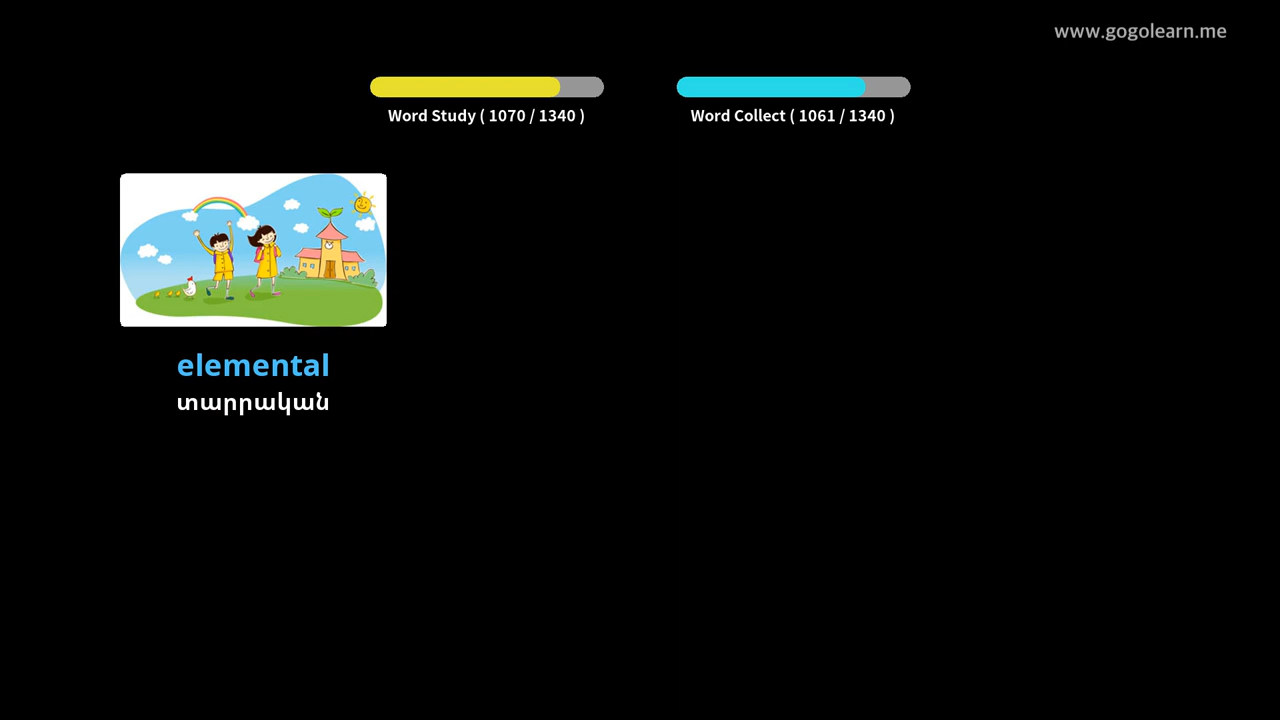 www.gogolearn.me
Word Study ( 1070 / 1340 )
Word Collect ( 1061 / 1340 )
elemental
տարրական